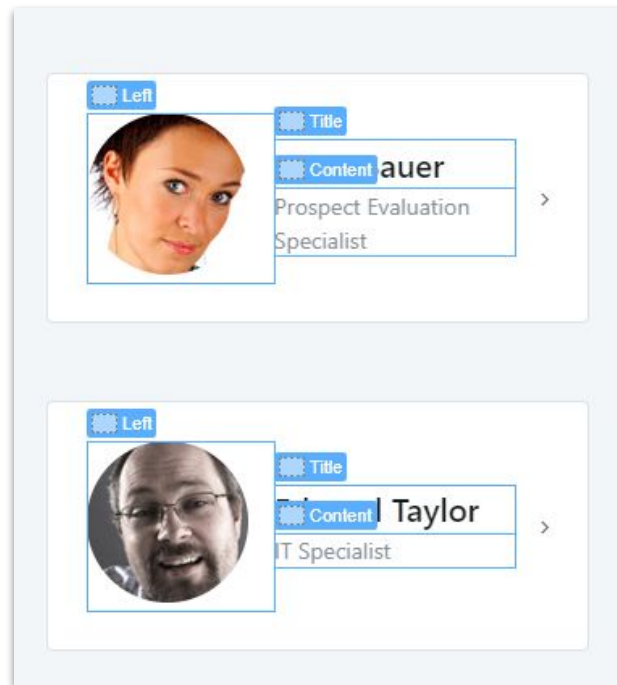 Left
Title
Content
auer
Prospect Evaluation
Specialist
Left
Title
Content
Taylor
IT Specialist